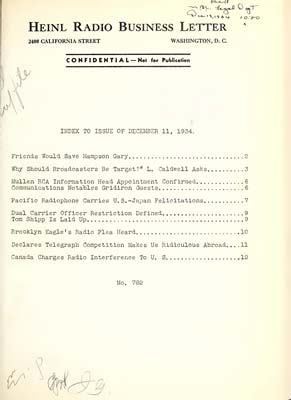 HEINL RADIO BUSINESS LETTER
2400 CALIFORNIA STREET WASHINGTON, D. C.
CONFIDENTIAL—Not for Publication
INDEX TO ISSUE OF DECEMBER 11, 1934.
Friends Would Save Hampson Gary...2
Why Should Broadcasters Be Target?" L. Caldwell Asks...3
Mullen RCA Information Head Appointment Confirmed...6
Communications Notables Gridiron Guests...6
Pacific Radiophone Carries U.S.-Japan Felicitations...7
Dual Carrier Officer Restriction Defined...9
Tom Shipp Is Laid Up...9
Brooklyn Eagle's Radio Plea Heard...10
Declares Telegraph Competition Makes Us Ridiculous Abroad...11
Canada Charges Radio Interference To U. S...12
No. 782